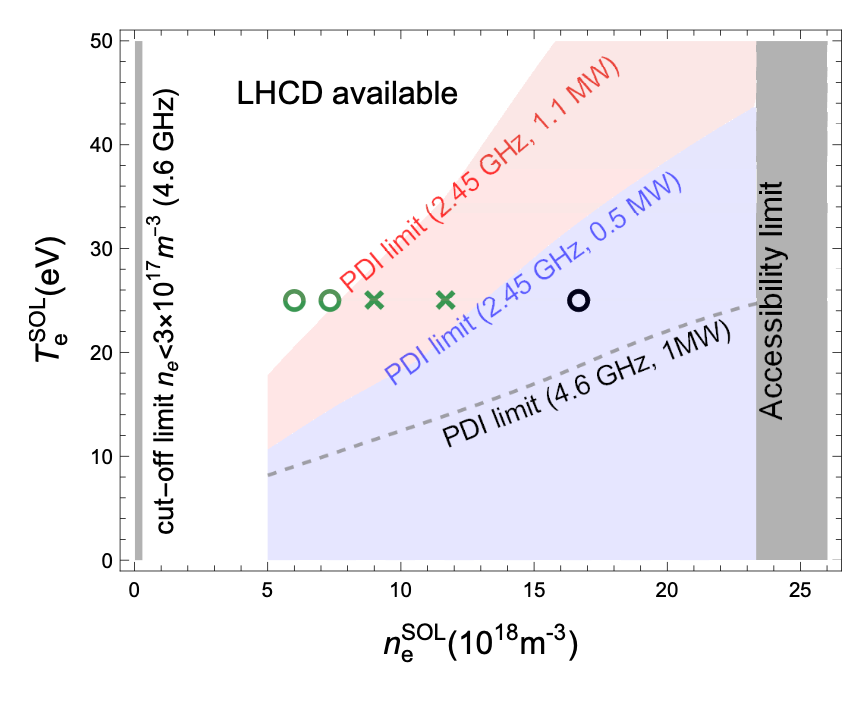 50
40
30
20
10
0
T_e^SOL(eV)
cut−off limit n_e<3×10^17 m^−3 (4.6 GHz)
LHCD available
PDI limit (2.45 GHz, 1.1 MW)
PDI limit (2.45 GHz, 0.5 MW)
PDI limit (4.6 GHz, 1MW)
Accessibility limit
0 5 10 15 20 25
n_e^SOL(10^18m^-3)